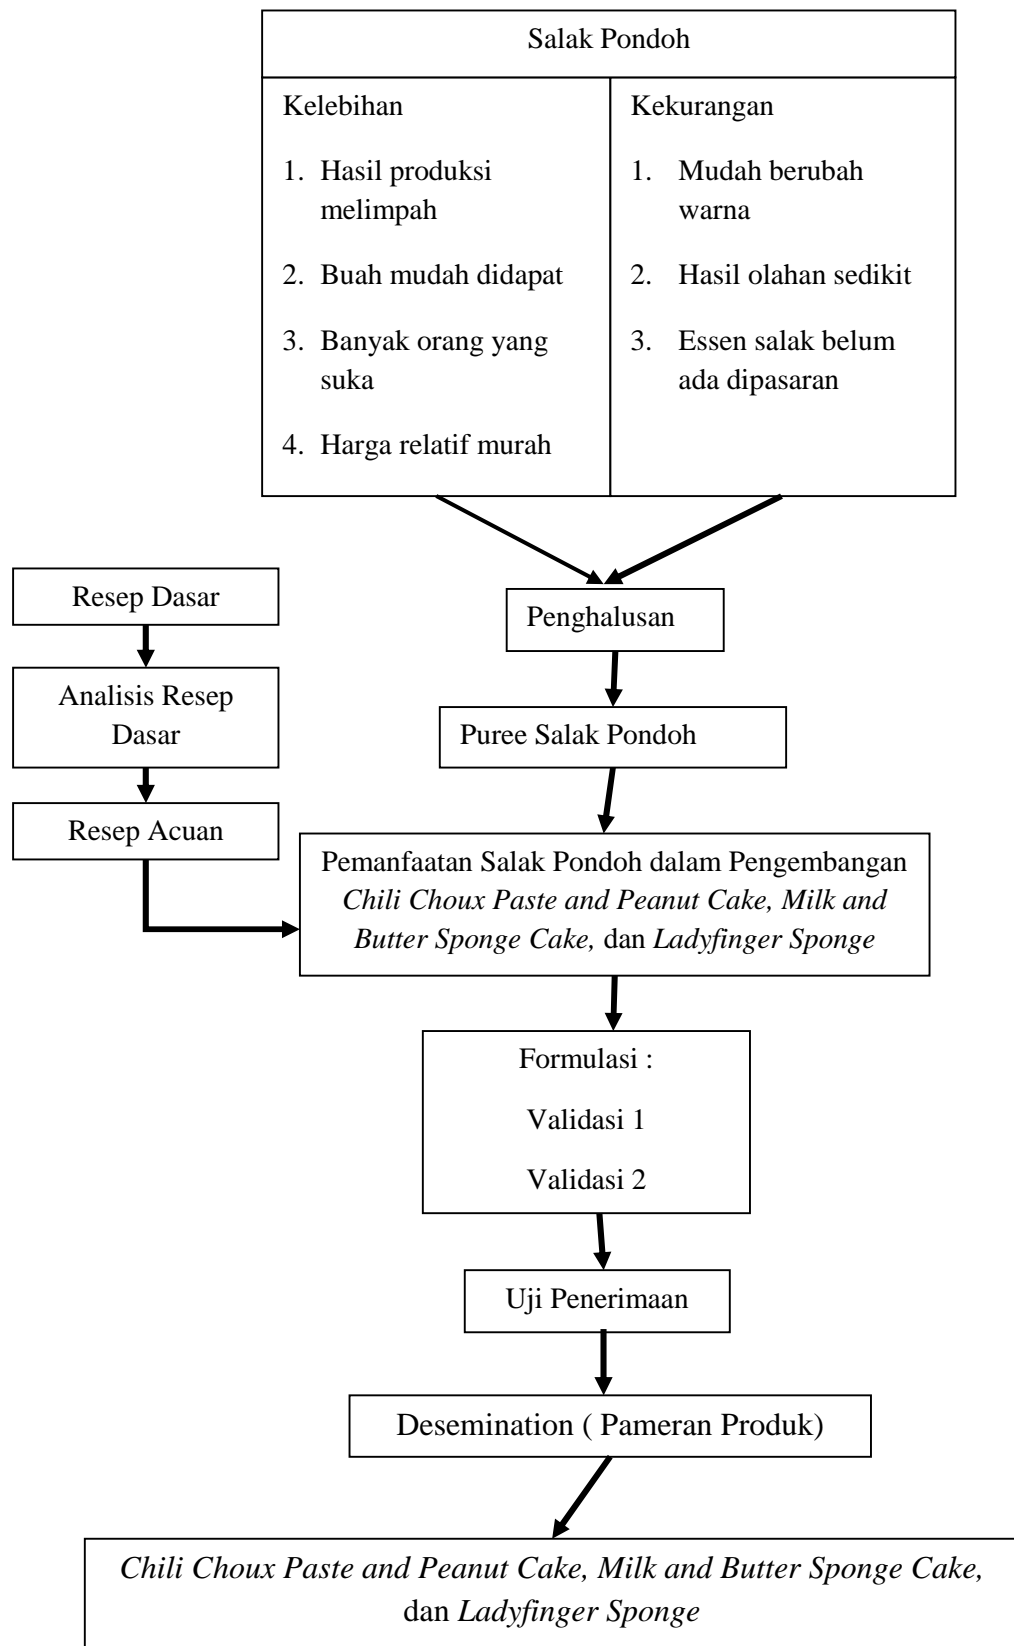 Salak Pondoh
Kelebihan
1. Hasil produksi
melimpah
2. Buah mudah didapat
3. Banyak orang yang
suka
4. Harga relatif murah
Kekurangan
1. Mudah berubah
warna
2. Hasil olahan sedikit
3. Essen salak belum
ada dipasaran
Resep Dasar
Analisis Resep
Dasar
Resep Acuan
Penghalusan
Puree Salak Pondoh
Pemanfaatan Salak Pondoh dalam Pengembangan
Chili Choux Paste and Peanut Cake, Milk and
Butter Sponge Cake, dan Ladyfinger Sponge
Formulasi :
Validasi 1
Validasi 2
Uji Penerimaan
Desemination ( Pameran Produk)
Chili Choux Paste and Peanut Cake, Milk and Butter Sponge Cake,
dan Ladyfinger Sponge